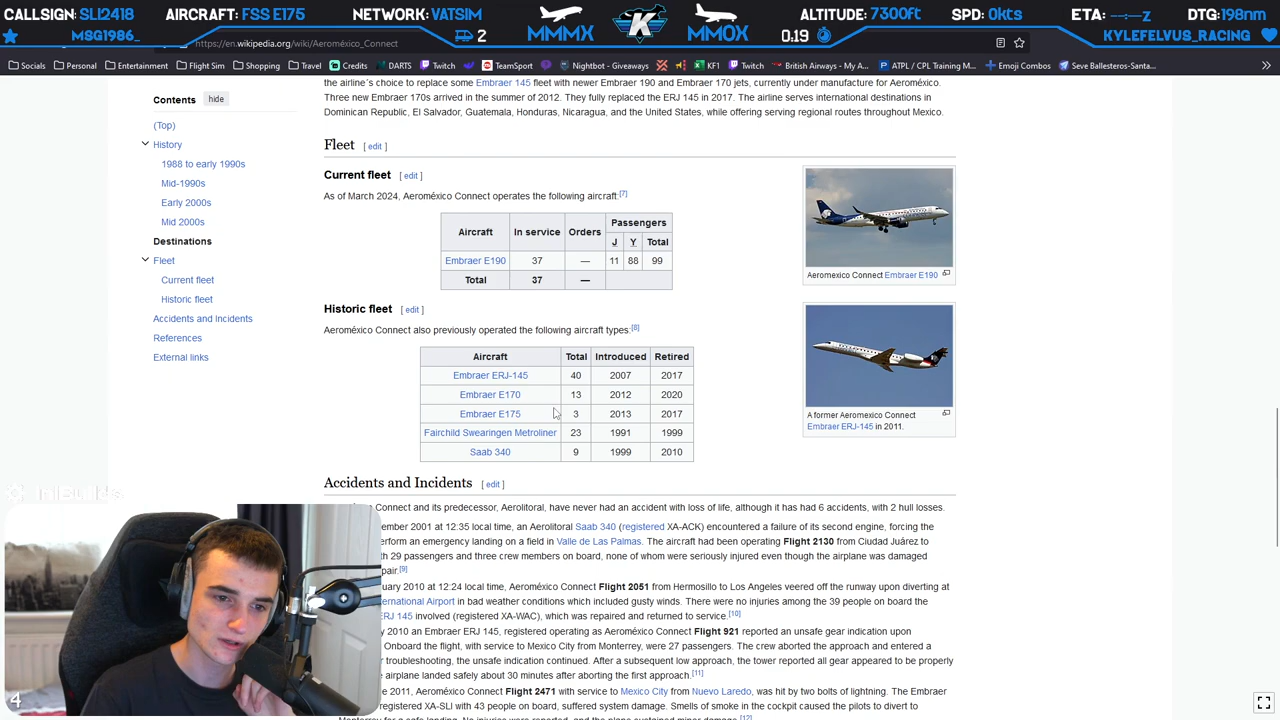 CALLSIGN: SLI2418 AIRCRAFT: FSS E175 NETWORK: VATSIM ALTITUDE: 7300ft SPD: 0kts ETA: --:--z DTG:198nm
MSG1986_ 2 MMMX K MMOX 0.19 KYLEFELVUS_RACING
https://en.wikipedia.org/wiki/Aeroméxico_Connect
Socials Personal Entertainment Flight Sim Shopping Travel Credits DARTS Twitch TeamSport Nightbot - Giveaways KF1 Twitch British Airways - My A... ATPL / CPL Training M... Emoji Combos Seve Ballesteros-Santa...
the airline's choice to replace some Embraer 145 fleet with newer Embraer 190 and Embraer 170 jets, currently under manufacture for Aeroméxico.
Three new Embraer 170s arrived in the summer of 2012. They fully replaced the ERJ 145 in 2017. The airline serves international destinations in
Dominican Republic, El Salvador, Guatemala, Honduras, Nicaragua, and the United States, while offering serving regional routes throughout Mexico.
Contents hide
(Top)
History
1988 to early 1990s
Mid-1990s
Early 2000s
Mid 2000s
Destinations
Fleet
Current fleet
Historic fleet
Accidents and Incidents
References
External links
Fleet [ edit ]
Current fleet [ edit ]
As of March 2024, Aeroméxico Connect operates the following aircraft:[7]
Aircraft In service Orders Passengers
J Y Total
Embraer E190 37 — 11 88 99
Total 37 —
Aeromexico Connect Embraer E190
Historic fleet [ edit ]
Aeroméxico Connect also previously operated the following aircraft types:[8]
Aircraft Total Introduced Retired
Embraer ERJ-145 40 2007 2017
Embraer E170 13 2012 2020
Embraer E175 3 2013 2017
Fairchild Swearingen Metroliner 23 1991 1999
Saab 340 9 1999 2010
A former Aeromexico Connect
Embraer ERJ-145 in 2011.
Accidents and Incidents [ edit ]
Connect and its predecessor, Aerolitoral, have never had an accident with loss of life, although it has had 6 accidents, with 2 hull losses.
ember 2001 at 12:35 local time, an Aerolitoral Saab 340 (registered XA-ACK) encountered a failure of its second engine, forcing the
erform an emergency landing on a field in Valle de Las Palmas. The aircraft had been operating Flight 2130 from Ciudad Juárez to
th 29 passengers and three crew members on board, none of whom were seriously injured even though the airplane was damaged
pair.[9]
uary 2010 at 12:24 local time, Aeroméxico Connect Flight 2051 from Hermosillo to Los Angeles veered off the runway upon diverting at
ernational Airport in bad weather conditions which included gusty winds. There were no injuries among the 39 people on board the
RJ 145 involved (registered XA-WAC), which was repaired and returned to service.[10]
y 2010 an Embraer ERJ 145, registered operating as Aeroméxico Connect Flight 921 reported an unsafe gear indication upon
Onboard the flight, with service to Mexico City from Monterrey, were 27 passengers. The crew aborted the approach and entered a
r troubleshooting, the unsafe indication continued. After a subsequent low approach, the tower reported all gear appeared to be properly
e airplane landed safely about 30 minutes after aborting the first approach.[11]
e 2011, Aeroméxico Connect Flight 2471 with service to Mexico City from Nuevo Laredo, was hit by two bolts of lightning. The Embraer
registered XA-SLI with 43 people on board, suffered system damage. Smells of smoke in the cockpit caused the pilots to divert to
4